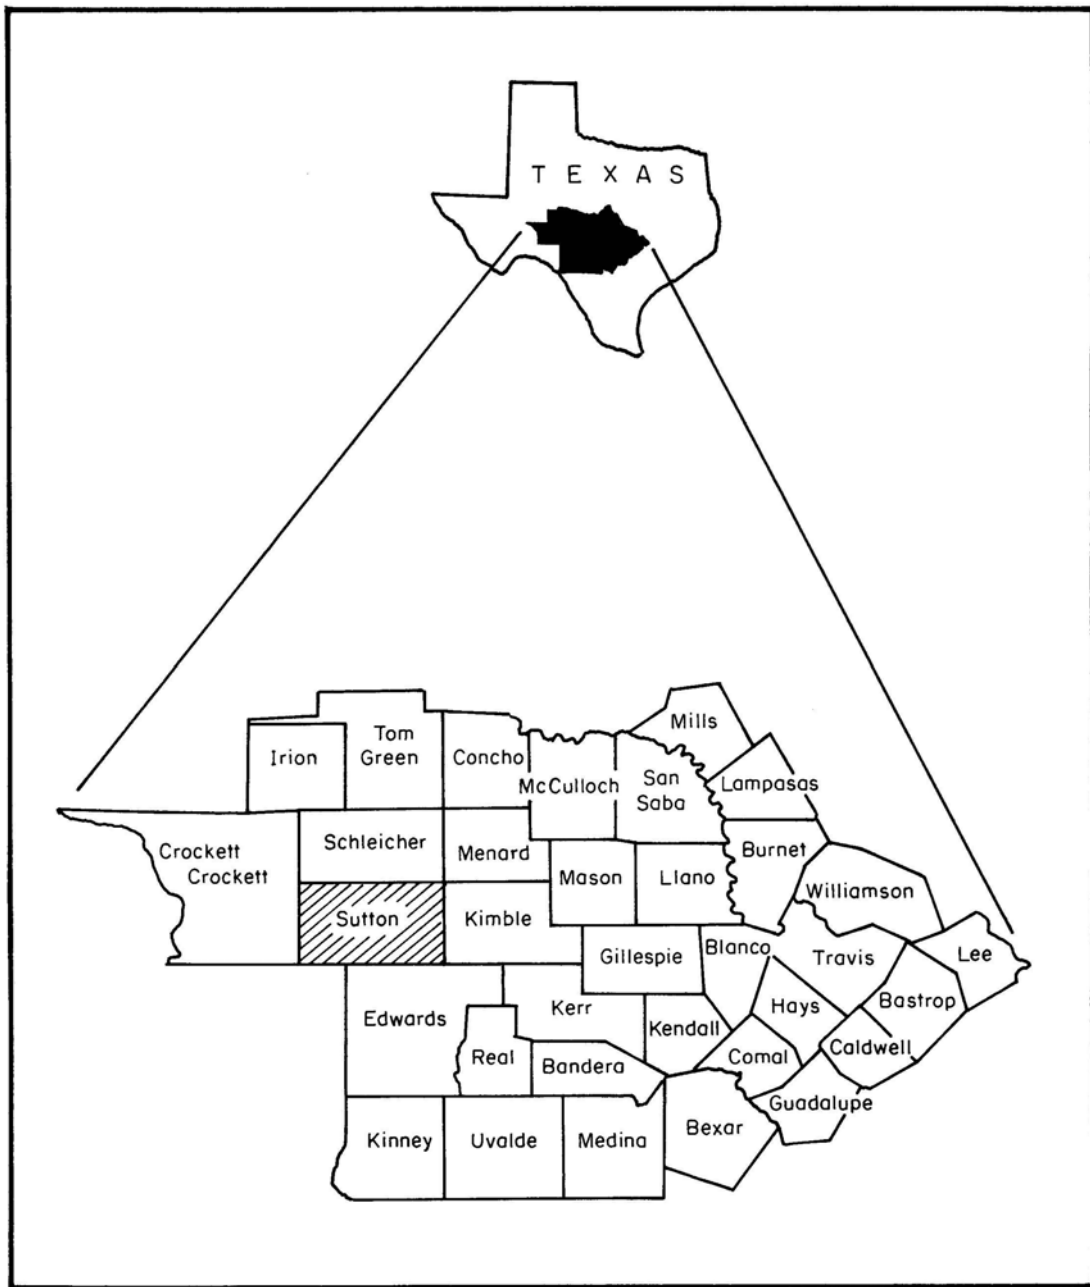 TEXAS
Mills
Tom
Green
Irion
Concho
McCulloch
San
Saba
Lampasas
Crockett
Crockett
Schleicher
Menard
Mason
Llano
Burnet
Williamson
Sutton
Kimble
Gillespie
Blanco
Travis
Lee
Edwards
Kerr
Kendall
Hays
Bastrop
Real
Bandera
Comal
Caldwell
Guadalupe
Kinney
Uvalde
Medina
Bexar